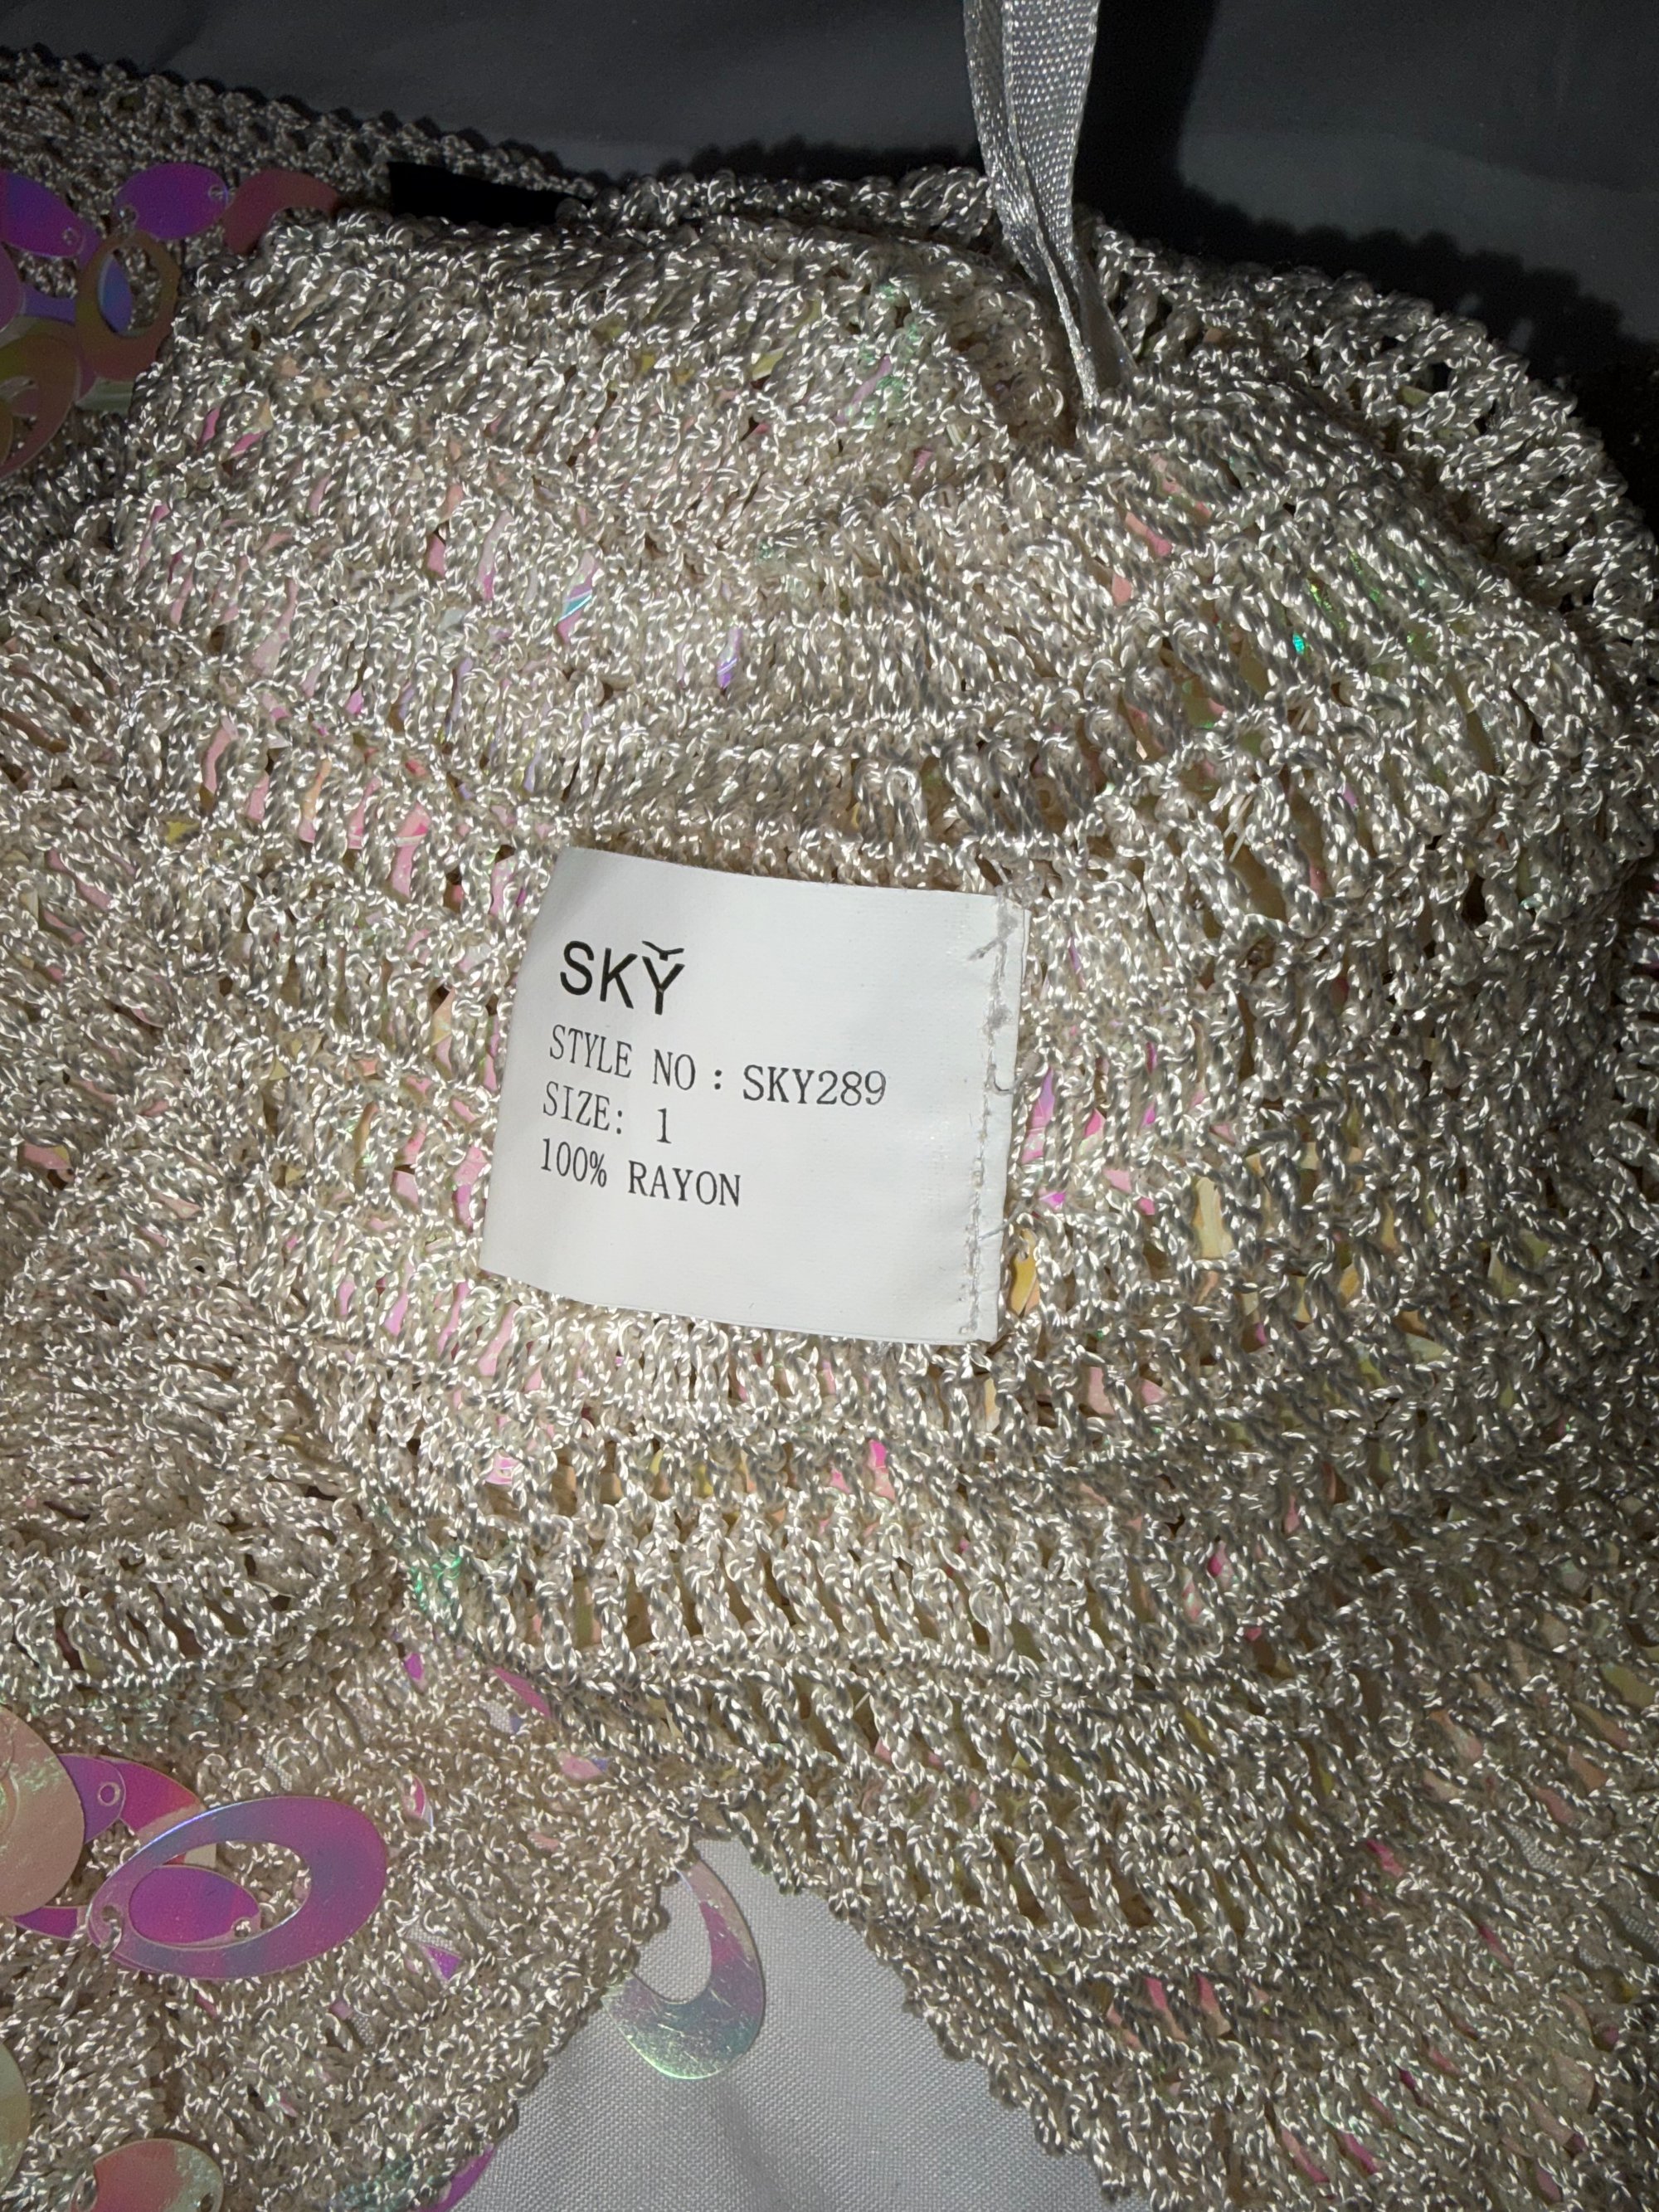 SKY
STYLE NO : SKY289
SIZE: 1
100% RAYON